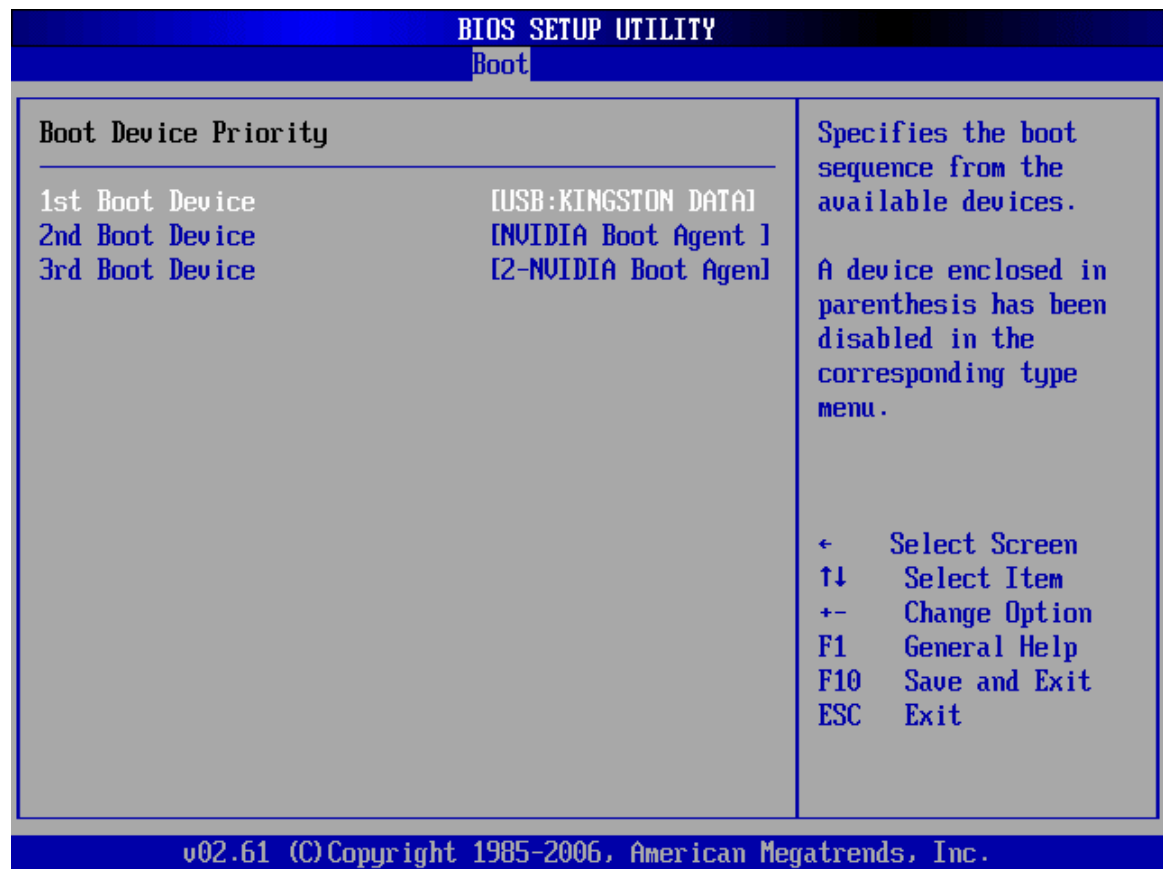 BIOS SETUP UTILITY
Boot
Boot Device Priority
1st Boot Device [USB:KINGSTON DATA]
2nd Boot Device [NVIDIA Boot Agent ]
3rd Boot Device [2-NVIDIA Boot Agen]
Specifies the boot
sequence from the
available devices.
A device enclosed in
parenthesis has been
disabled in the
corresponding type
menu.
← Select Screen
↑↓ Select Item
+- Change Option
F1 General Help
F10 Save and Exit
ESC Exit
v02.61 (C)Copyright 1985-2006, American Megatrends, Inc.